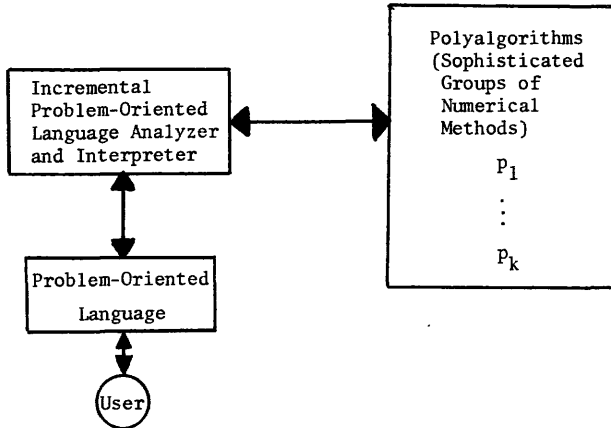 Incremental
Problem-Oriented
Language Analyzer
and Interpreter
Polyalgorithms
(Sophisticated
Groups of
Numerical
Methods)
p₁
⋮
pₖ
Problem-Oriented
Language
User